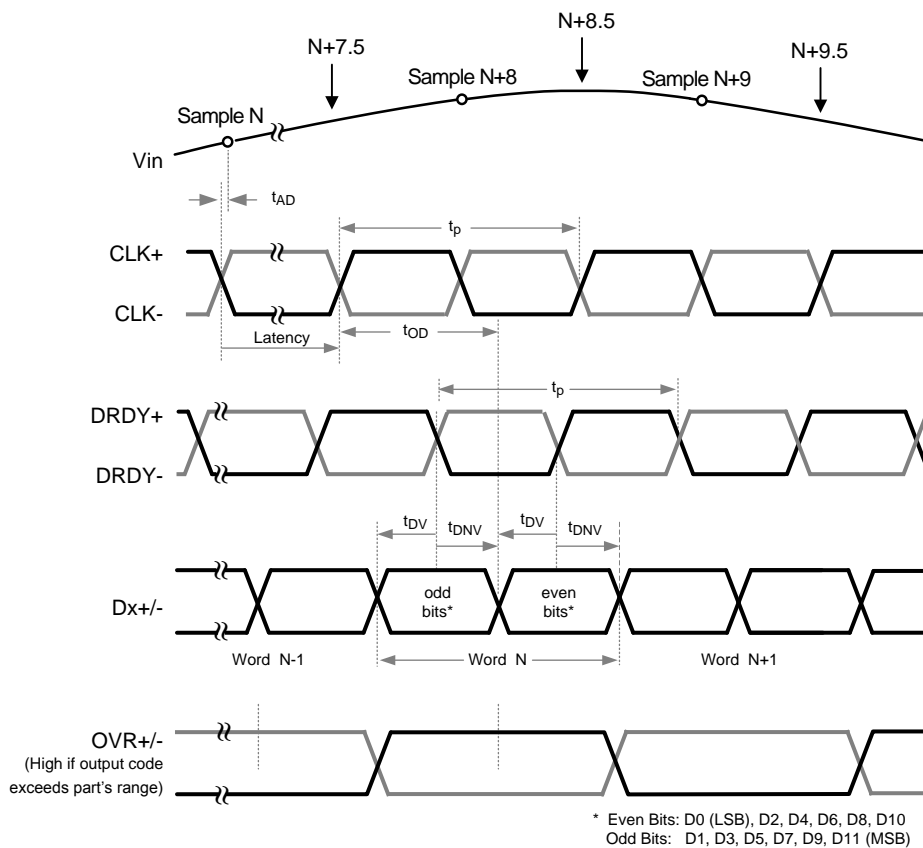 N+8.5
N+7.5
N+9.5
Sample N+8
Sample N+9
Sample N
Vin
tAD
tp
CLK+
CLK-
Latency
tOD
tp
DRDY+
DRDY-
tDV
tDNV
tDV
tDNV
Dx+/-
odd
bits*
even
bits*
Word N-1
Word N
Word N+1
OVR+/-
(High if output code
exceeds part's range)
* Even Bits: D0 (LSB), D2, D4, D6, D8, D10
Odd Bits: D1, D3, D5, D7, D9, D11 (MSB)